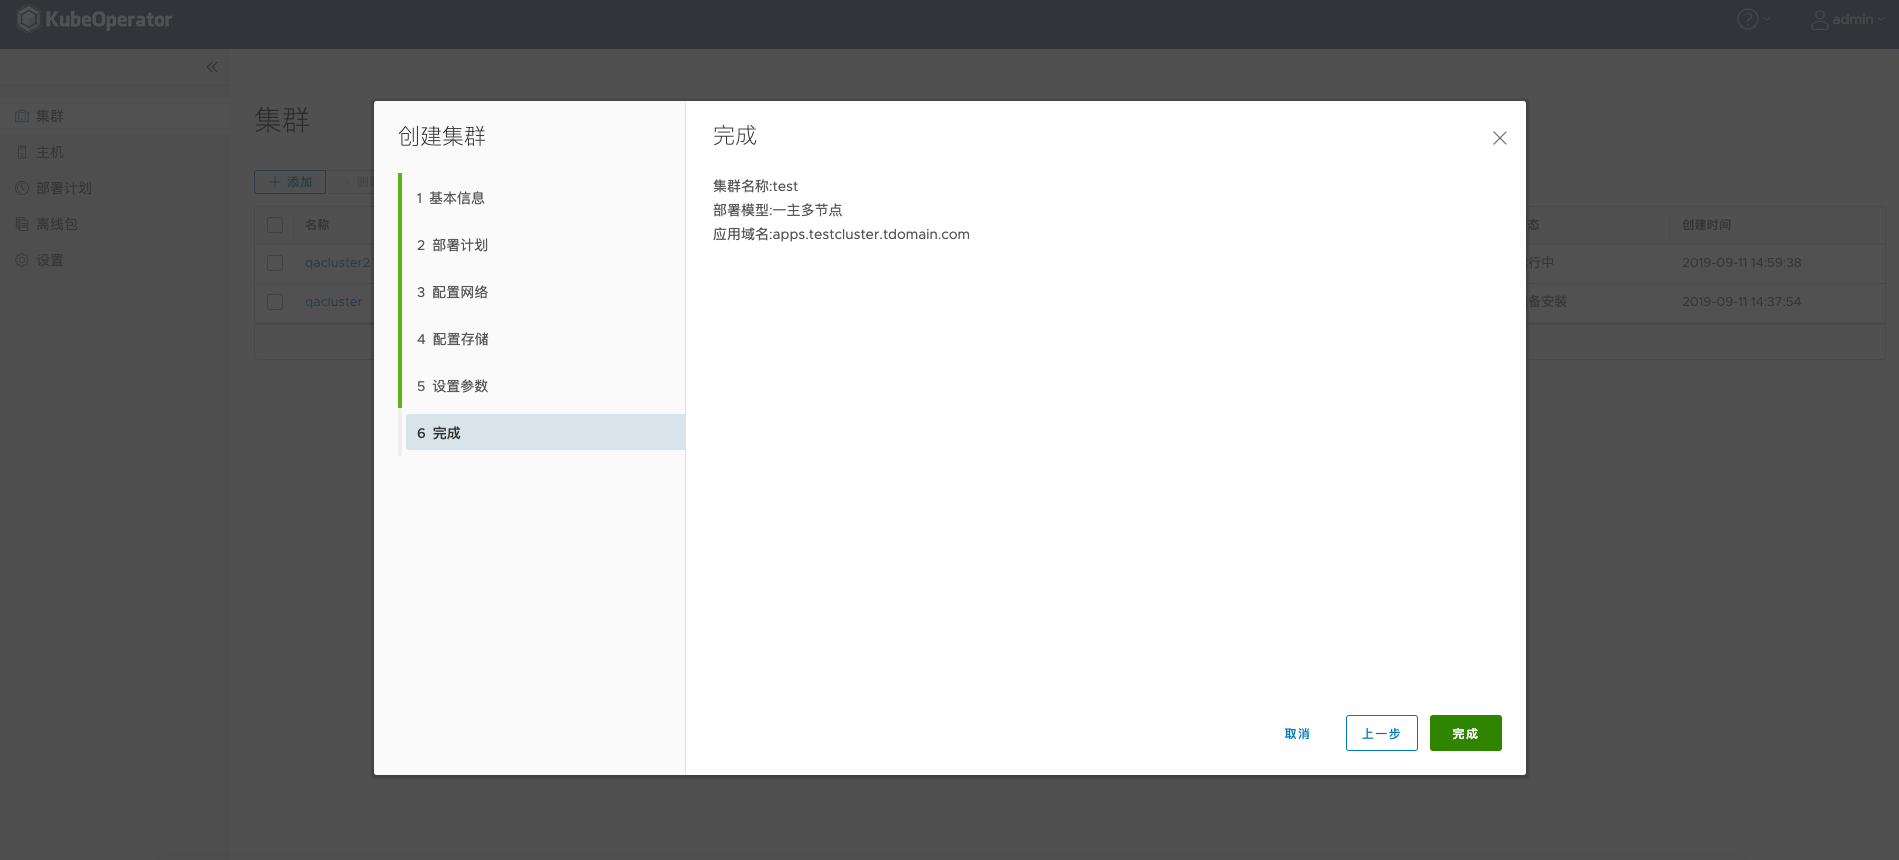 KubeOperator
admin
集群
主机
部署计划
离线包
设置
集群
添加
名称
创建时间
qacluster2
行中
2019-09-11 14:59:38
qacluster
备安装
2019-09-11 14:37:54
创建集群
1 基本信息
2 部署计划
3 配置网络
4 配置存储
5 设置参数
6 完成
完成
集群名称:test
部署模型:一主多节点
应用域名:apps.testcluster.tdomain.com
取消
上一步
完成